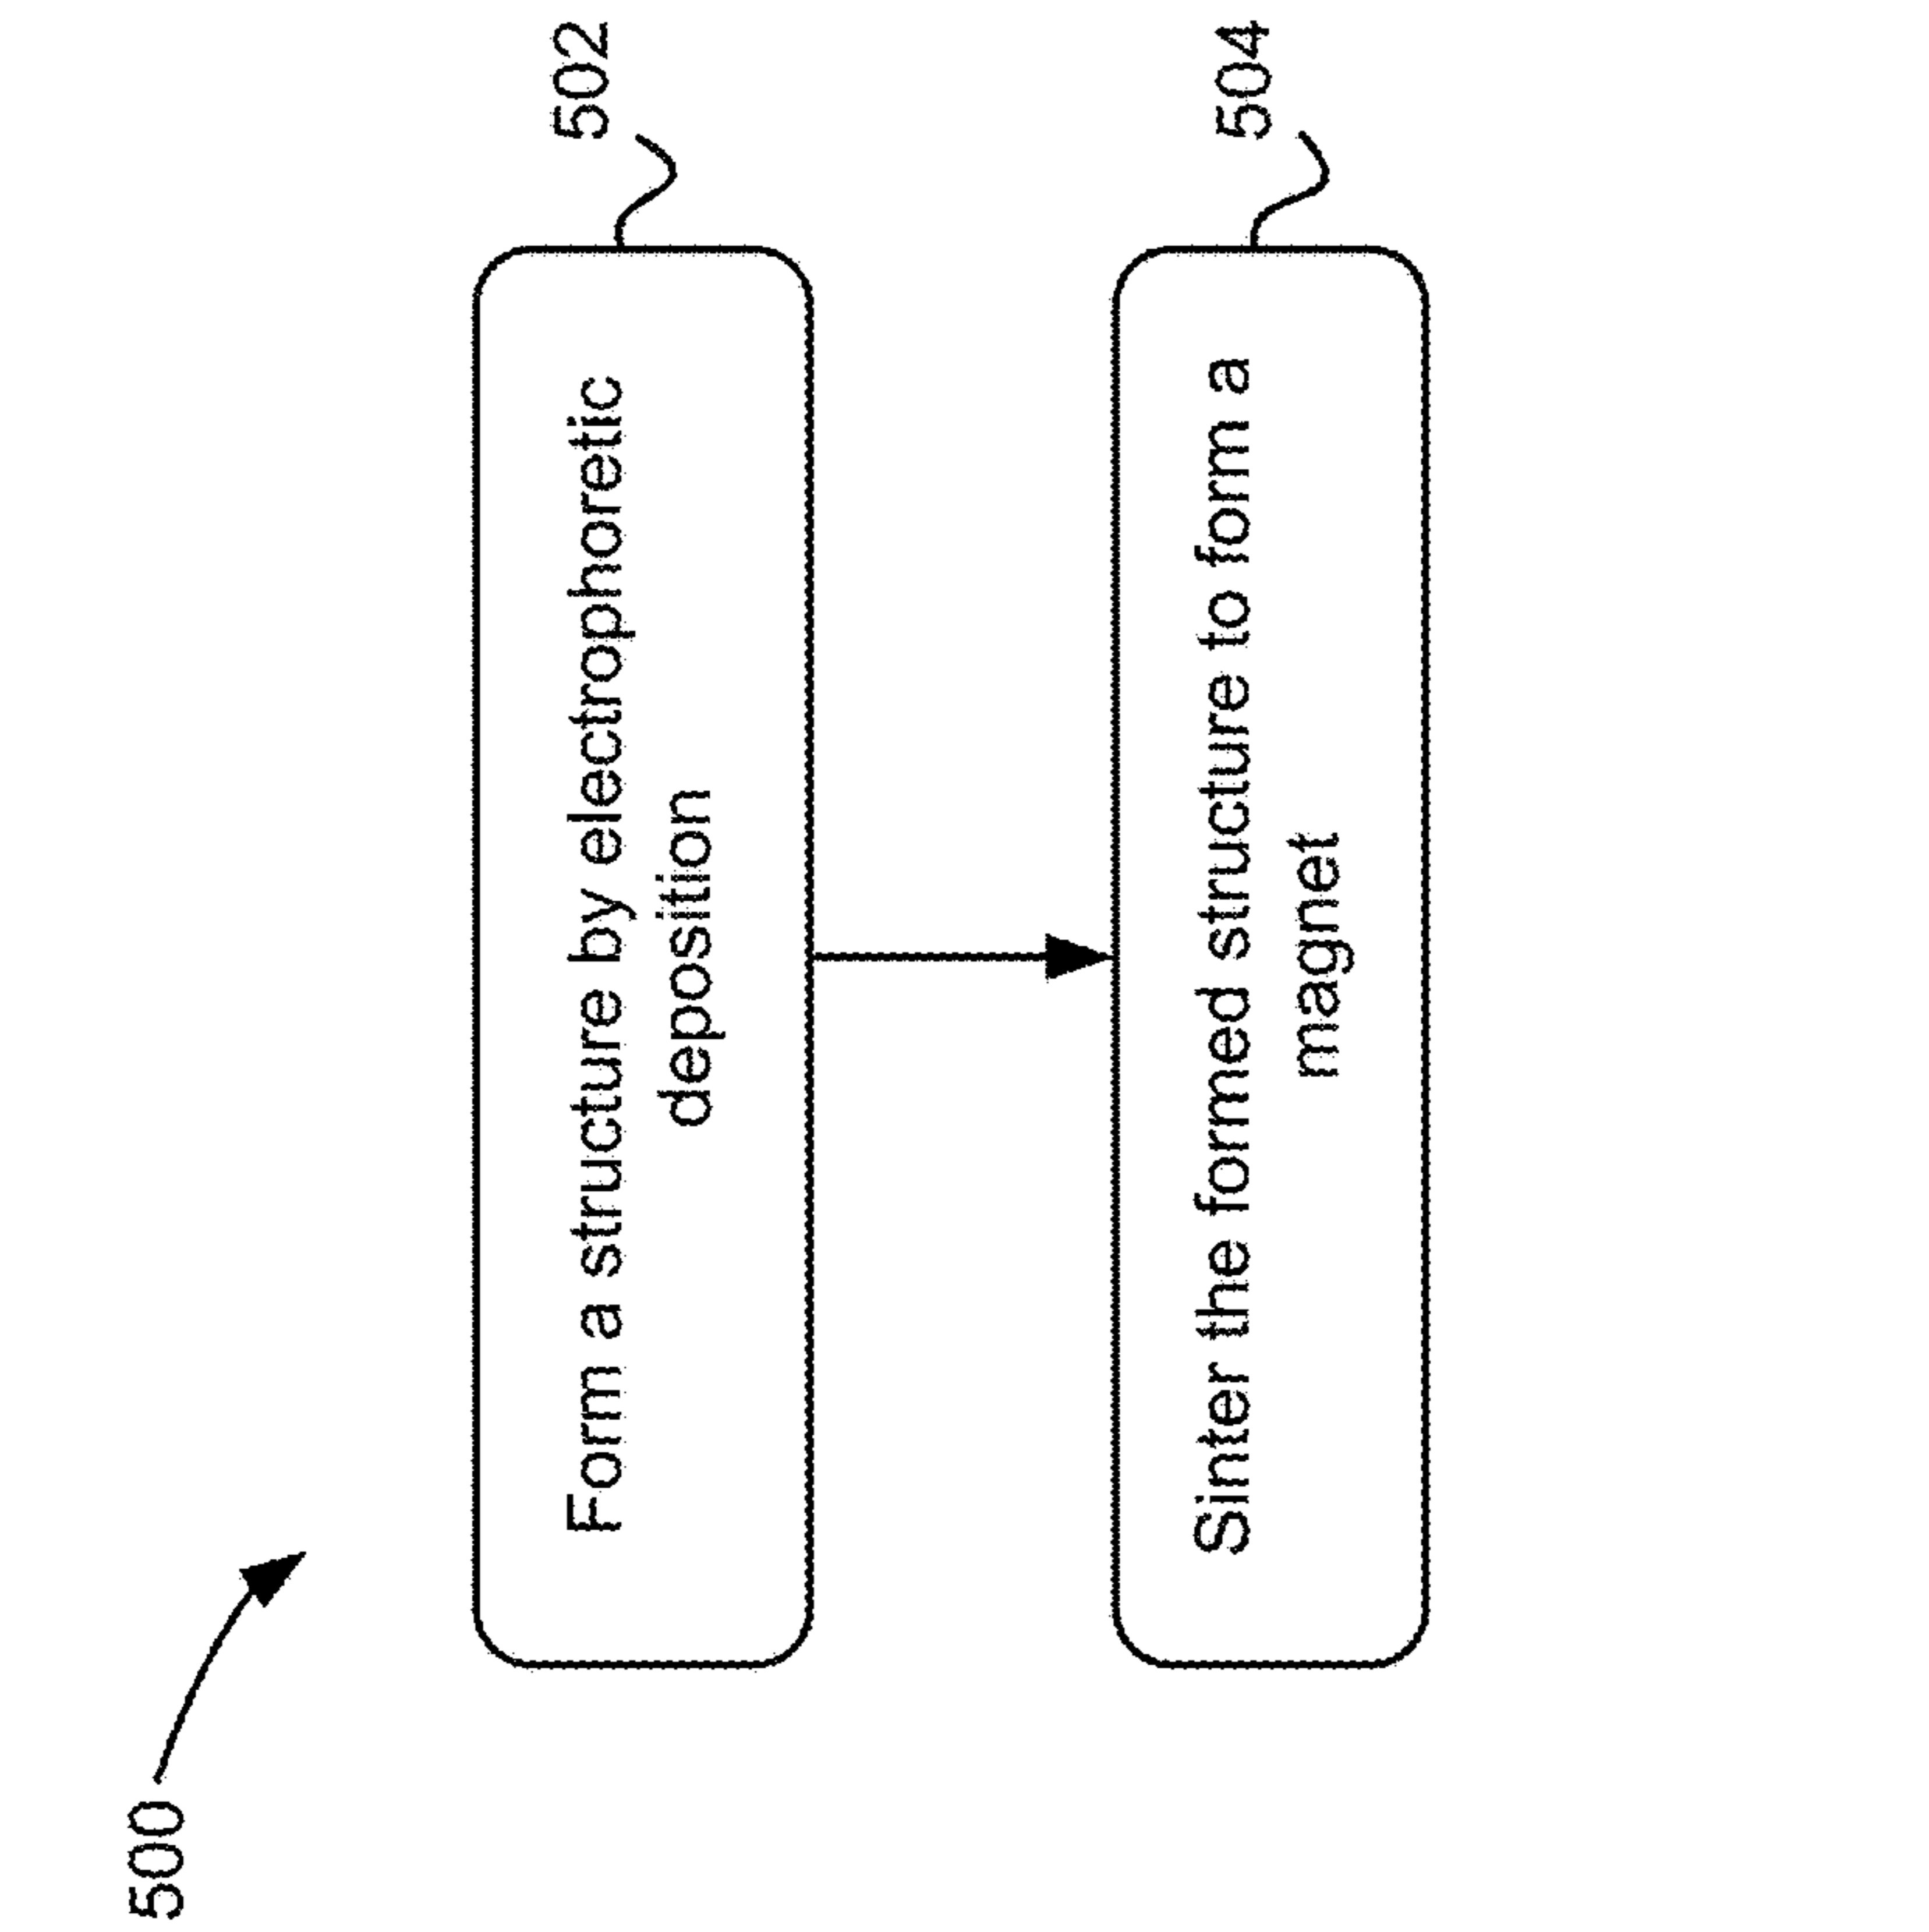 500
Form a structure by electrophoretic
deposition
502
Sinter the formed structure to form a
magnet
504